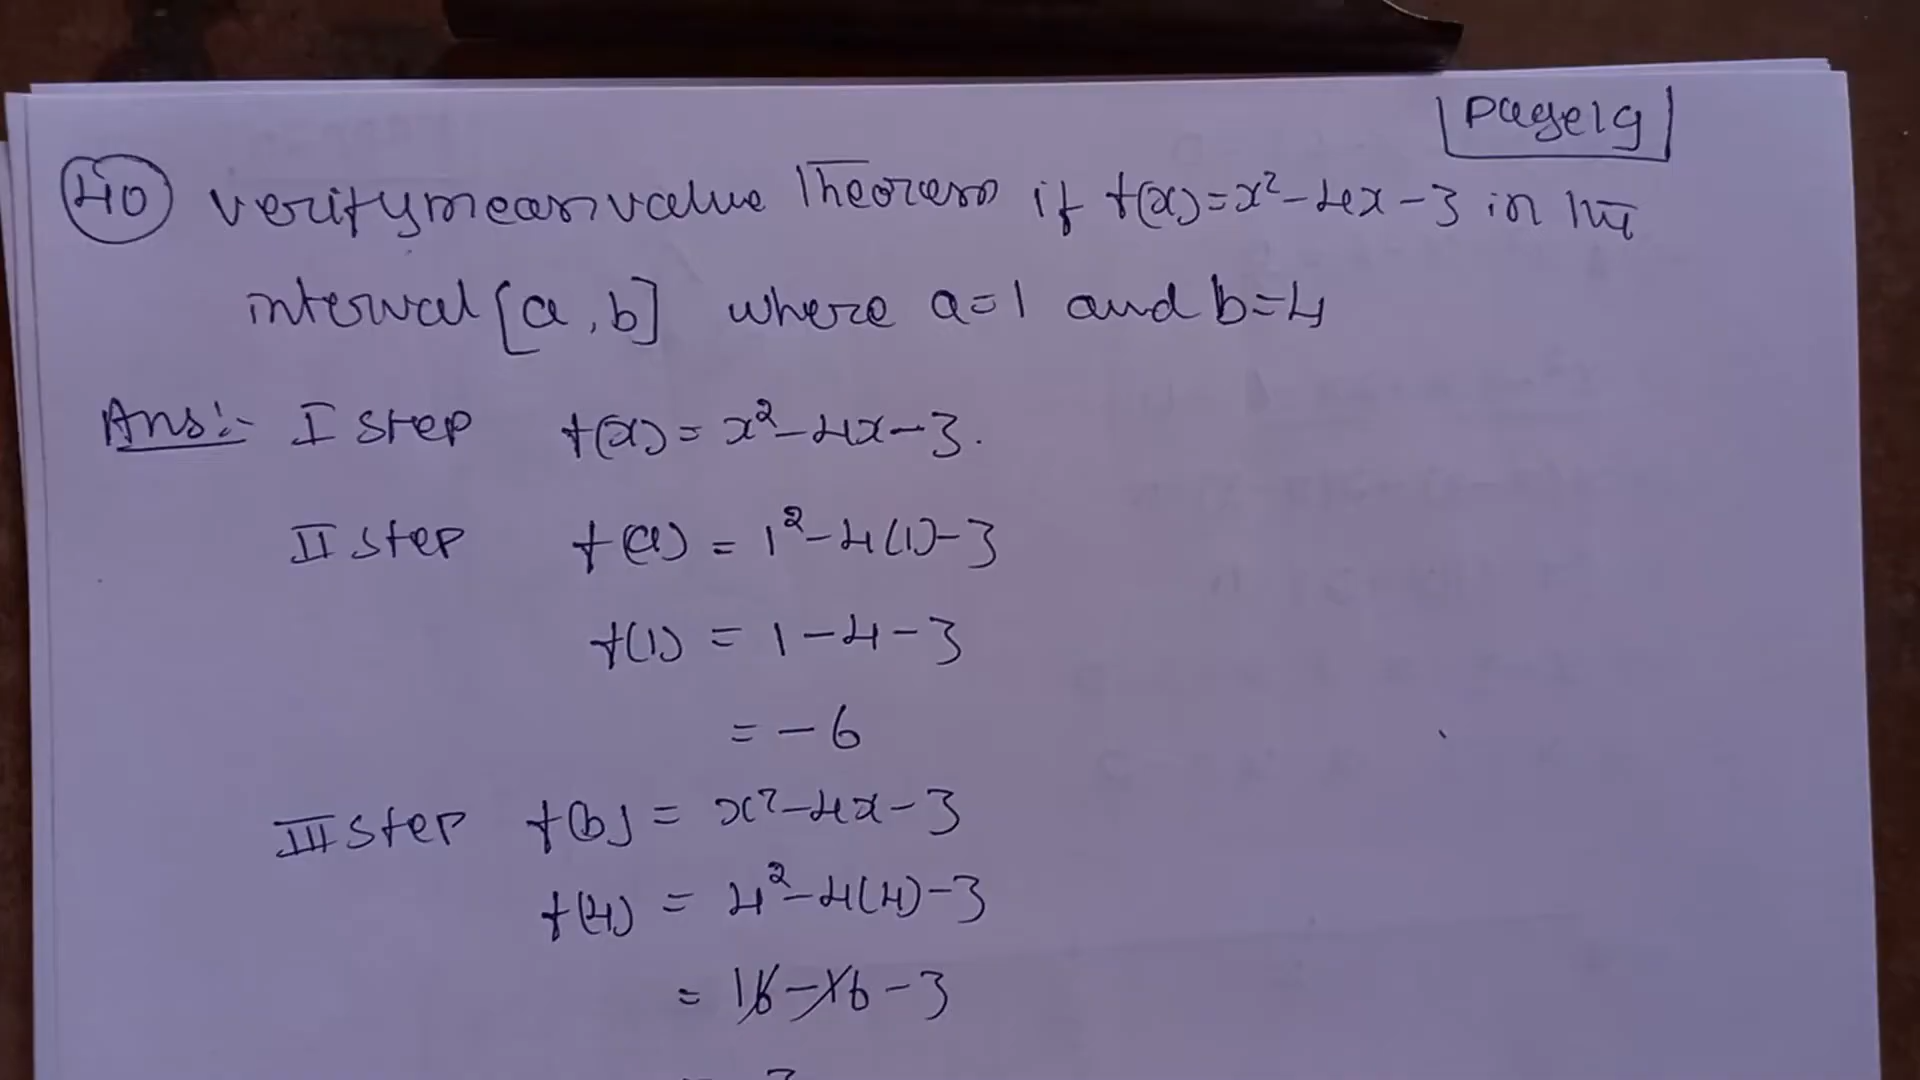 Page 19
40 Verify mean value Theorem if f(x) = x² - 4x - 3 in the
interval [a, b] where a = 1 and b = 4
Ans:- I step f(x) = x² - 4x - 3.
II step f(a) = 1² - 4(1) - 3
f(1) = 1 - 4 - 3
= -6
III step f(b) = x² - 4x - 3
f(4) = 4² - 4(4) - 3
= 16 - 16 - 3